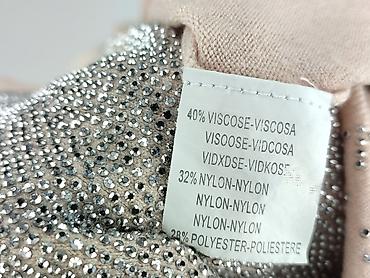 40% VISCOSE-VISCOSA
VISOOSE-VIDCOSA
VIDXDSE-VIDKOSE
32% NYLON-NYLON
NYLON-NYLON
NYLON-NYLON
28% POLYESTER-POLIESTERE